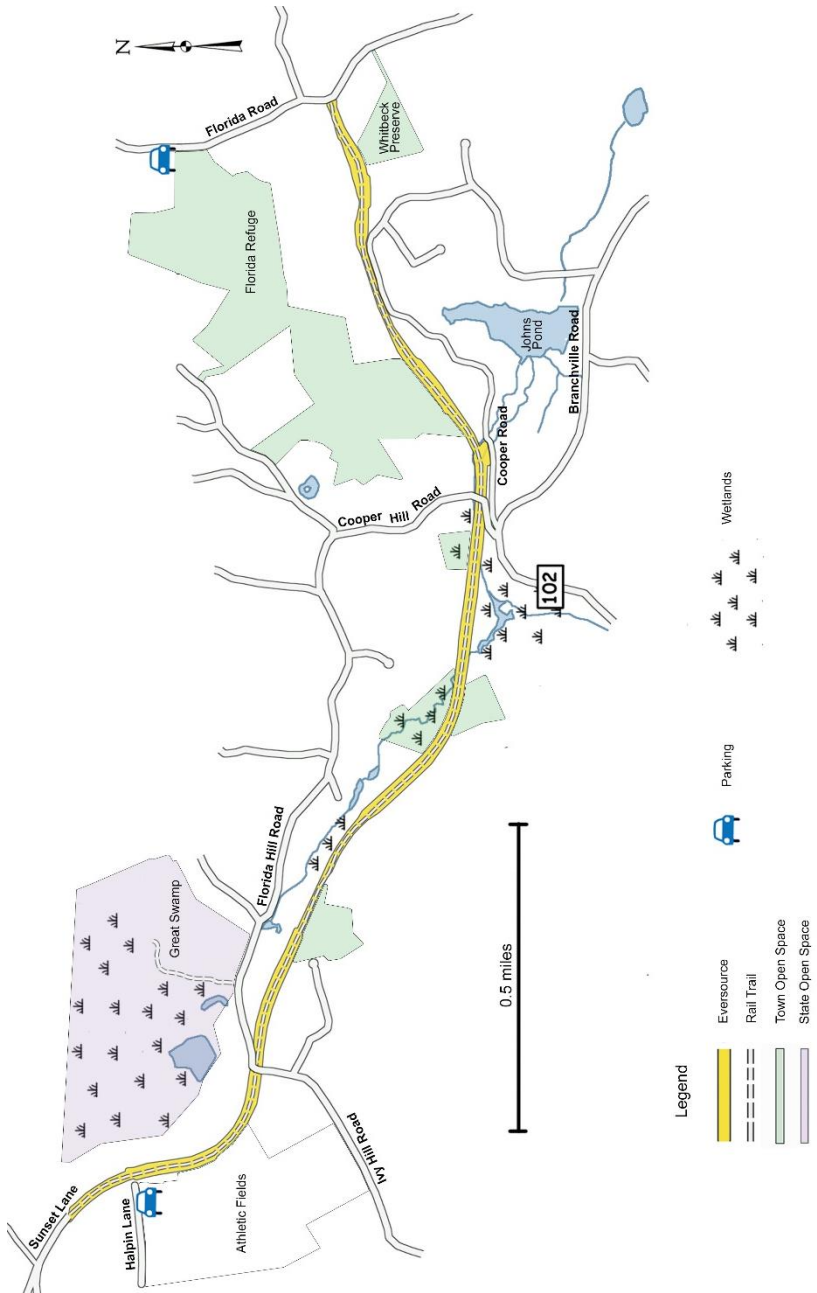 N
Florida Road
Whitbeck
Preserve
Florida Refuge
Johns
Pond
Branchville Road
Cooper Road
Cooper Hill Road
102
Florida Hill Road
Great Swamp
Ivy Hill Road
Sunset Lane
Halpin Lane
Athletic Fields
0.5 miles
Legend
Eversource
Rail Trail
Town Open Space
State Open Space
Parking
Wetlands